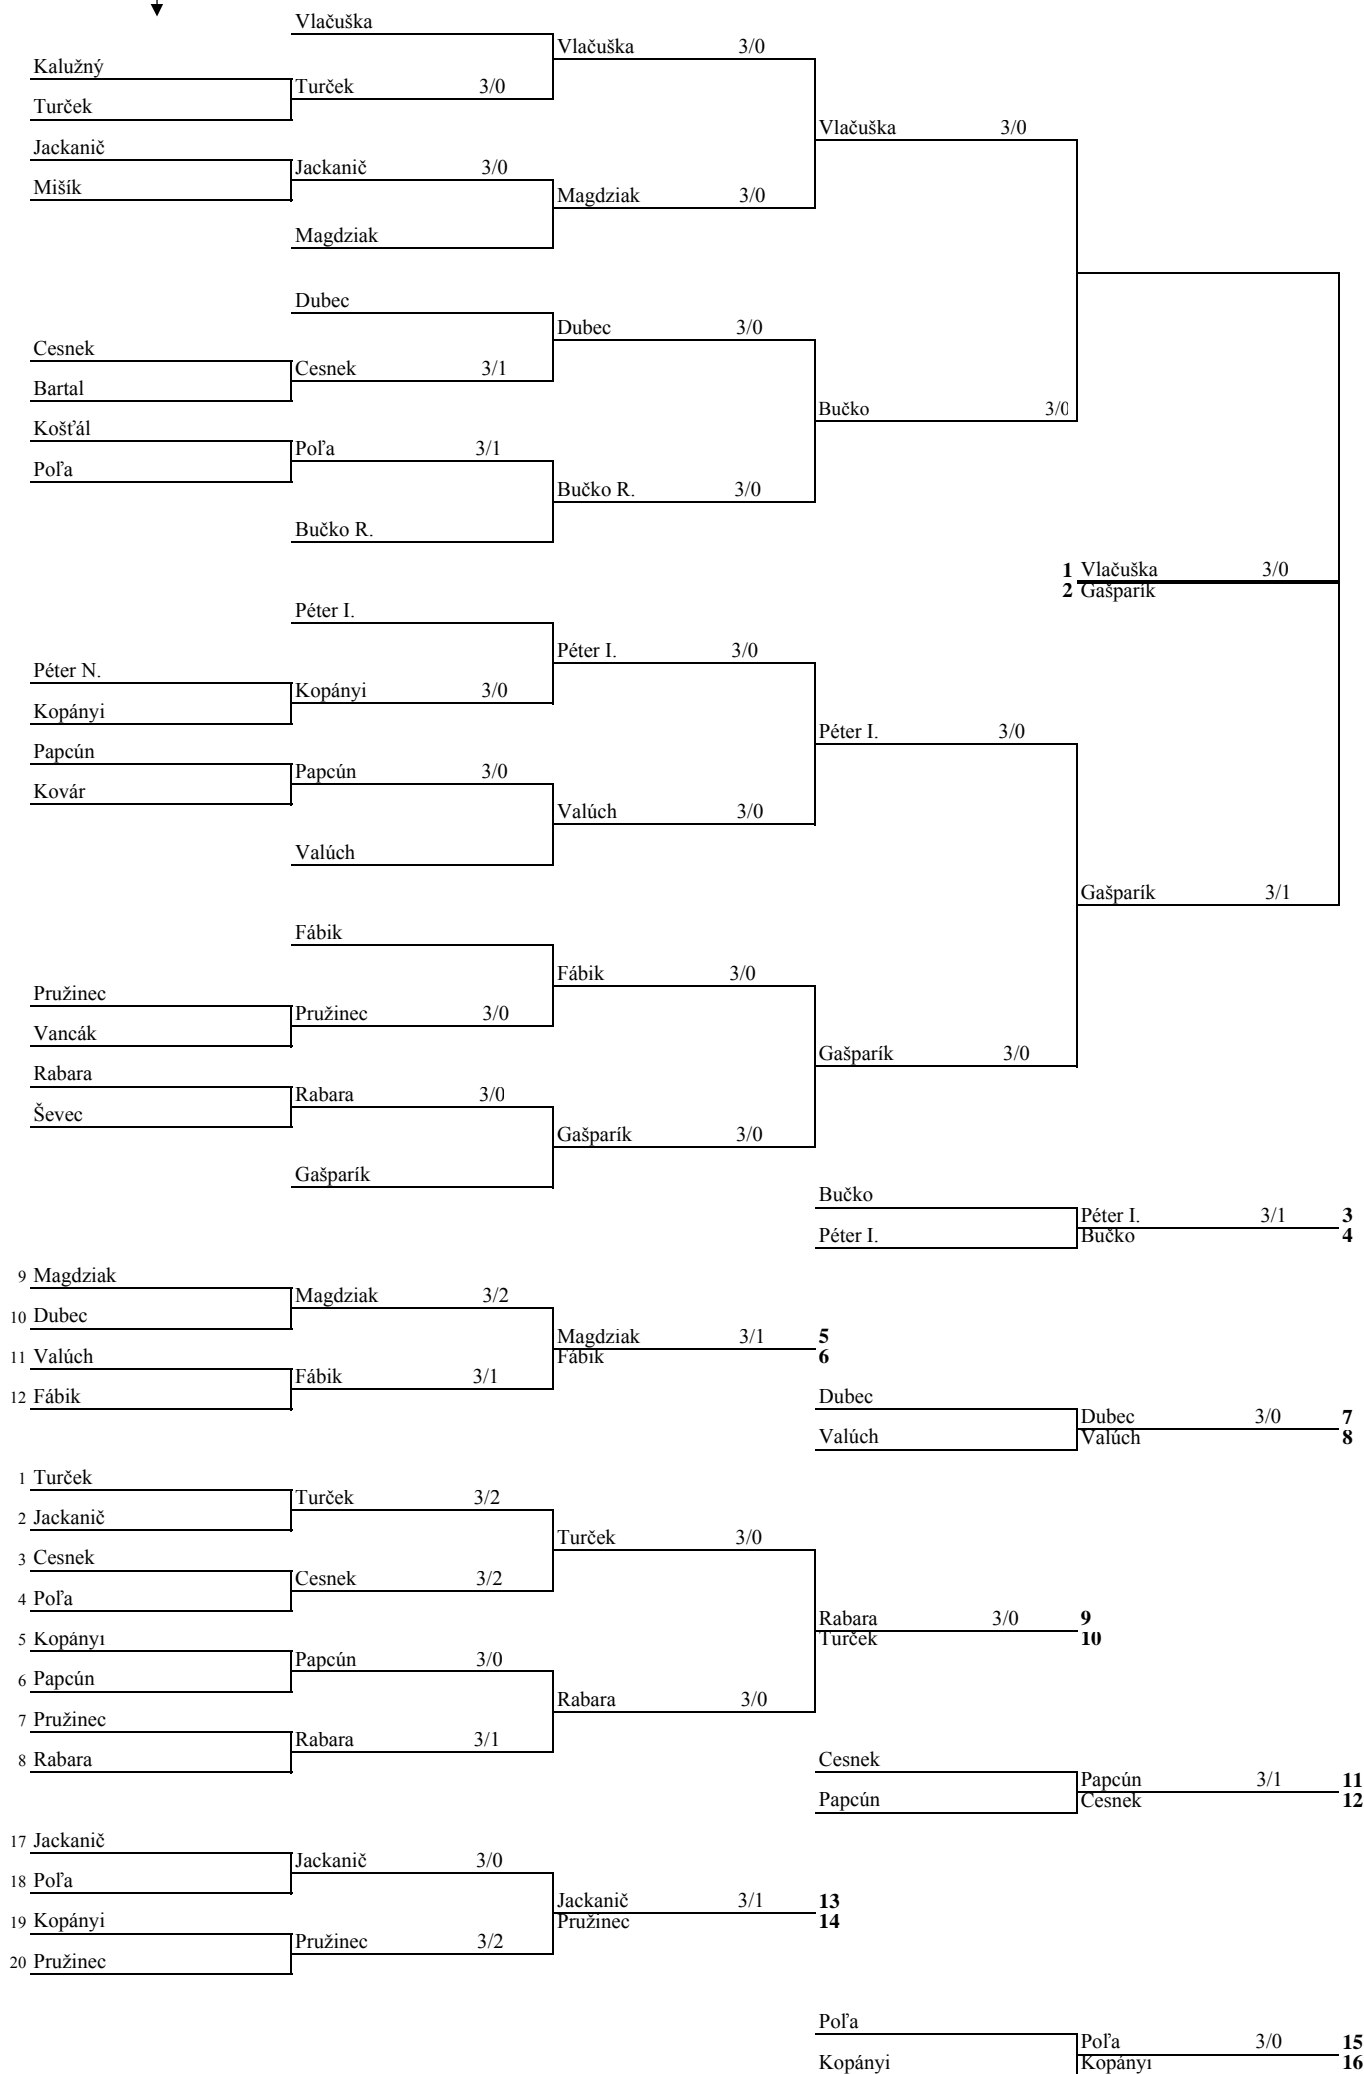 Vlačuška
Vlačuška 3/0
Kalužný
Turček 3/0
Turček
Vlačuška 3/0
Jackanič
Jackanič 3/0
Mišík
Magdziak 3/0
Magdziak
Dubec
Dubec 3/0
Cesnek
Cesnek 3/1
Bartal
Bučko 3/0
Košťál
Poľa 3/1
Poľa
Bučko R. 3/0
Bučko R.
1 Vlačuška 3/0
2 Gašparík
Péter I.
Péter I. 3/0
Péter N.
Kopányi 3/0
Kopányi
Péter I. 3/0
Papcún
Papcún 3/0
Kovár
Valúch 3/0
Valúch
Gašparík 3/1
Fábik
Fábik 3/0
Pružinec
Pružinec 3/0
Vancák
Gašparík 3/0
Rabara
Rabara 3/0
Ševec
Gašparík 3/0
Gašparík
Bučko
Péter I. 3/1 3
Péter I.
Bučko 4
9 Magdziak
Magdziak 3/2
10 Dubec
Magdziak 3/1 5
11 Valúch
Fábik 6
Fábik 3/1
12 Fábik
Dubec
Dubec 3/0 7
Valúch
Valúch 8
1 Turček
Turček 3/2
2 Jackanič
Turček 3/0
3 Cesnek
Cesnek 3/2
4 Poľa
Rabara 3/0 9
5 Kopányi
Turček 10
Papcún 3/0
6 Papcún
Rabara 3/0
7 Pružinec
Rabara 3/1
8 Rabara
Cesnek
Papcún 3/1 11
Papcún
Cesnek 12
17 Jackanič
Jackanič 3/0
18 Poľa
Jackanič 3/1 13
19 Kopányi
Pružinec 14
Pružinec 3/2
20 Pružinec
Poľa
Poľa 3/0 15
Kopányi
Kopányi 16